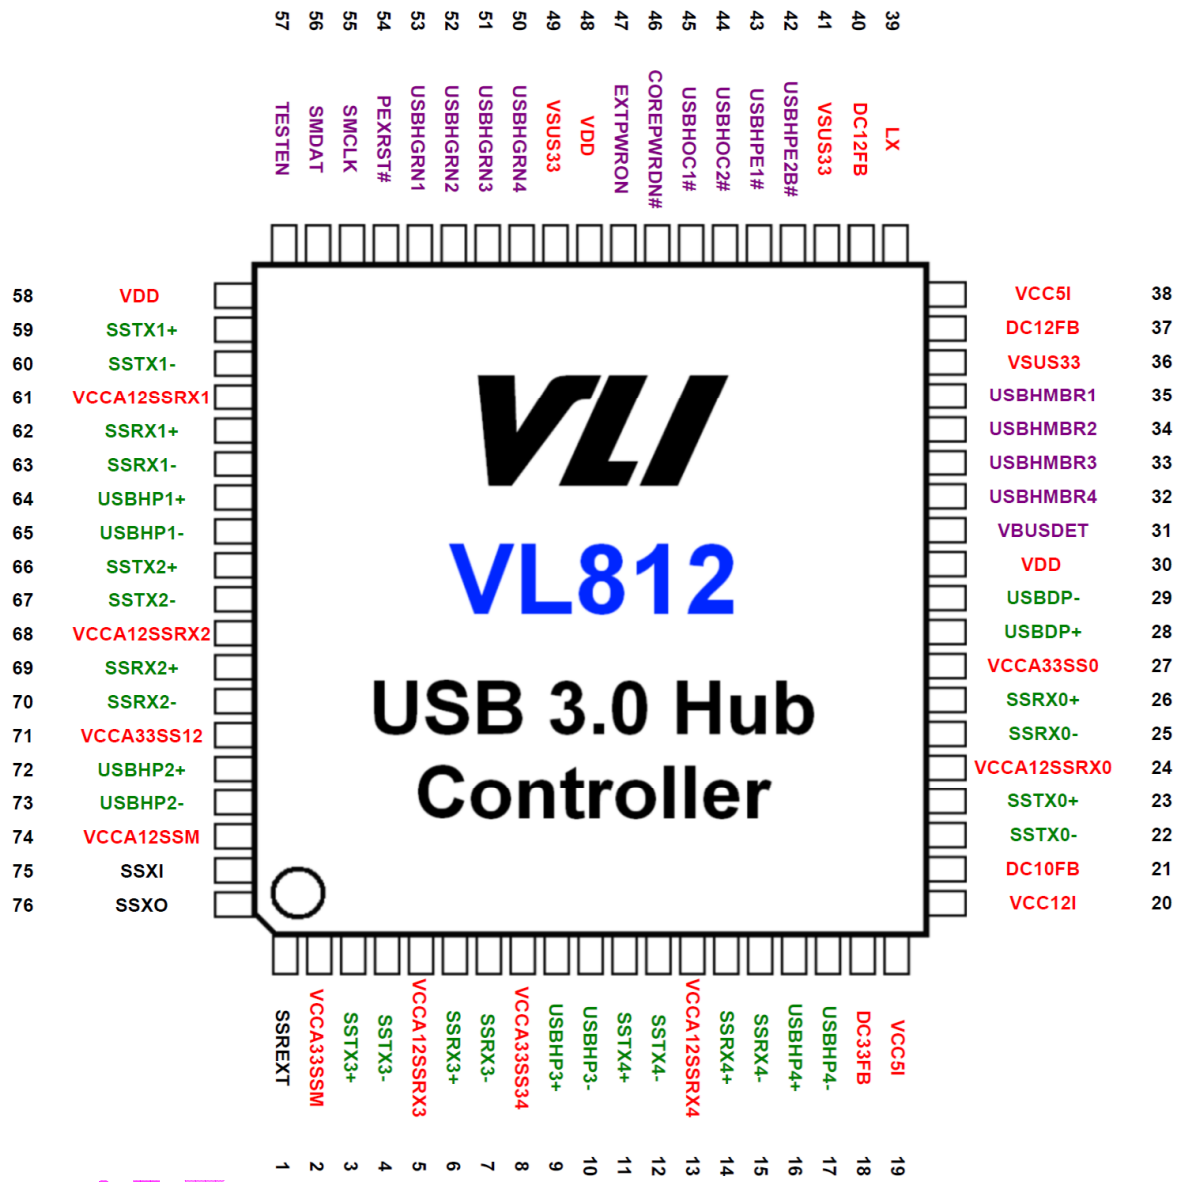 57 56 55 54 53 52 51 50 49 48 47 46 45 44 43 42 41 40 39
TESTEN SMDAT SMCLK PEXRST# USBHGRN1 USBHGRN2 USBHGRN3 USBHGRN4 VSUS33 VDD EXTPWRON COREPWRDN# USBHOC1# USBHOC2# USBHPE1# USBHPE2B# VSUS33 DC12FB LX
58 VDD
59 SSTX1+
60 SSTX1-
61 VCCA12SSRX1
62 SSRX1+
63 SSRX1-
64 USBHP1+
65 USBHP1-
66 SSTX2+
67 SSTX2-
68 VCCA12SSRX2
69 SSRX2+
70 SSRX2-
71 VCCA33SS12
72 USBHP2+
73 USBHP2-
74 VCCA12SSM
75 SSXI
76 SSXO
VLI
VL812
USB 3.0 Hub
Controller
VCC5I 38
DC12FB 37
VSUS33 36
USBHMBR1 35
USBHMBR2 34
USBHMBR3 33
USBHMBR4 32
VBUSDET 31
VDD 30
USBDP- 29
USBDP+ 28
VCCA33SS0 27
SSRX0+ 26
SSRX0- 25
VCCA12SSRX0 24
SSTX0+ 23
SSTX0- 22
DC10FB 21
VCC12I 20
SSREXT VCCA33SSM SSTX3+ SSTX3- VCCA12SSRX3 SSRX3+ SSRX3- VCCA33SS34 USBHP3+ USBHP3- SSTX4+ SSTX4- VCCA12SSRX4 SSRX4+ SSRX4- USBHP4+ USBHP4- DC33FB VCC5I
1 2 3 4 5 6 7 8 9 10 11 12 13 14 15 16 17 18 19